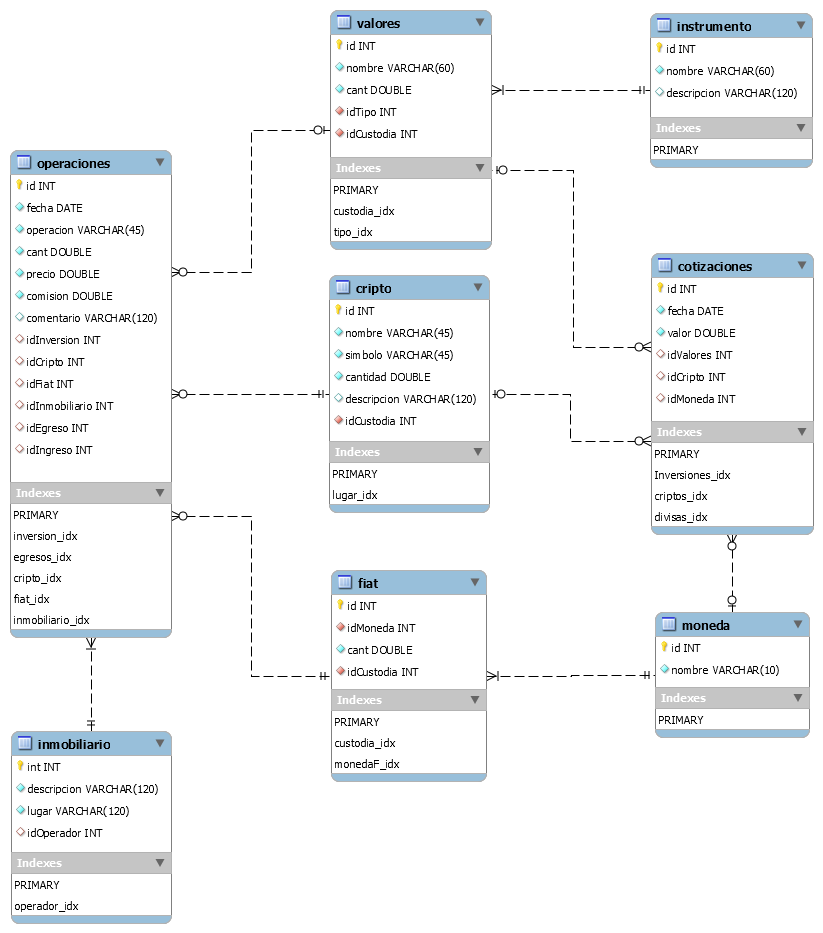 valores
id INT
nombre VARCHAR(60)
cant DOUBLE
idTipo INT
idCustodia INT
Indexes
PRIMARY
custodia_idx
tipo_idx
instrumento
id INT
nombre VARCHAR(60)
descripcion VARCHAR(120)
Indexes
PRIMARY
operaciones
id INT
fecha DATE
operacion VARCHAR(45)
cant DOUBLE
precio DOUBLE
comision DOUBLE
comentario VARCHAR(120)
idInversion INT
idCripto INT
idFiat INT
idInmobiliario INT
idEgreso INT
idIngreso INT
Indexes
PRIMARY
inversion_idx
egresos_idx
cripto_idx
fiat_idx
inmobiliario_idx
cripto
id INT
nombre VARCHAR(45)
simbolo VARCHAR(45)
cantidad DOUBLE
descripcion VARCHAR(120)
idCustodia INT
Indexes
PRIMARY
lugar_idx
cotizaciones
id INT
fecha DATE
valor DOUBLE
idValores INT
idCripto INT
idMoneda INT
Indexes
PRIMARY
Inversiones_idx
criptos_idx
divisas_idx
fiat
id INT
idMoneda INT
cant DOUBLE
idCustodia INT
Indexes
PRIMARY
custodia_idx
monedaF_idx
moneda
id INT
nombre VARCHAR(10)
Indexes
PRIMARY
inmobiliario
int INT
descripcion VARCHAR(120)
lugar VARCHAR(120)
idOperador INT
Indexes
PRIMARY
operador_idx